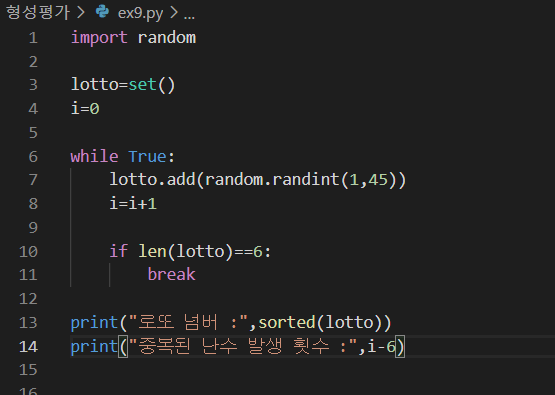 형성평가 > ex9.py > ...
1 import random
2
3 lotto=set()
4 i=0
5
6 while True:
7 lotto.add(random.randint(1,45))
8 i=i+1
9
10 if len(lotto)==6:
11 break
12
13 print("로또 넘버 :",sorted(lotto))
14 print("중복된 난수 발생 횟수 :",i-6)
15
16